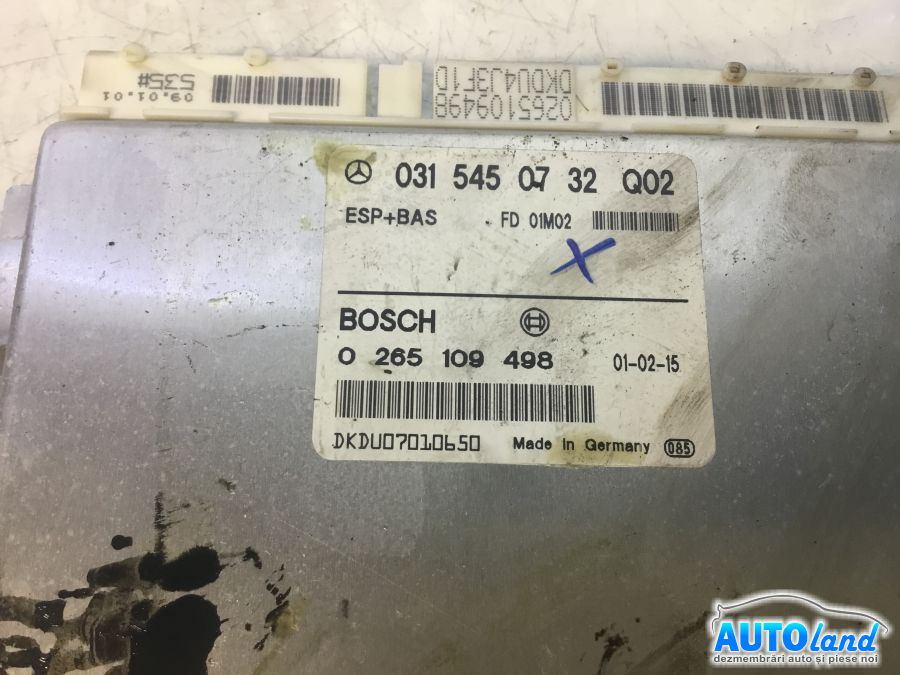 535#
09.01.01
0265109498
DKDU4J3F1D
031 545 07 32 Q02
ESP+BAS FD 01M02
BOSCH
0 265 109 498 01-02-15
DKDU07010650 Made in Germany 085
AUTOland
dezmembrări auto și piese noi